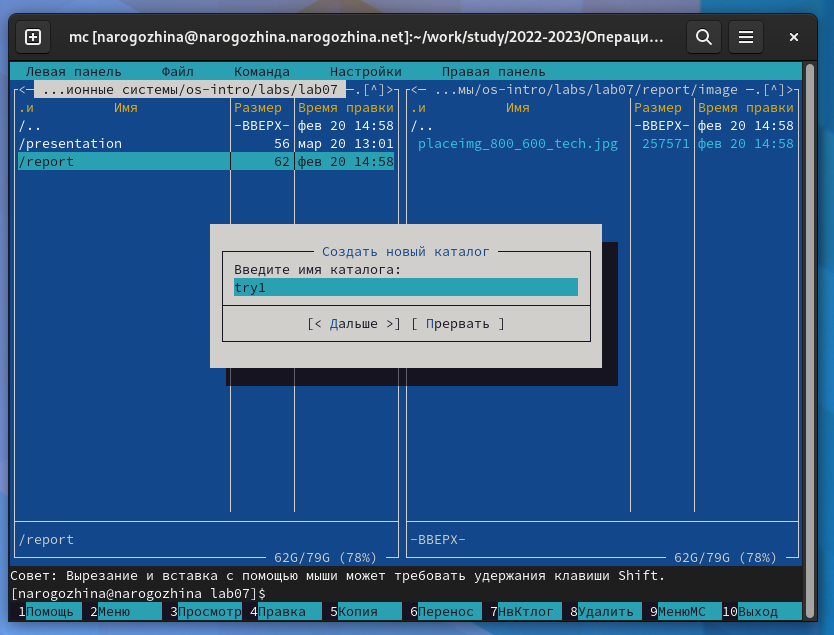 mc [narogozhina@narogozhina.narogozhina.net]:~/work/study/2022-2023/Операци...
Левая панель Файл Команда Настройки Правая панель
<— ...ионные системы/os-intro/labs/lab07 —.[^]>
.и Имя Размер Время правки
/.. -ВВЕРХ- фев 20 14:58
/presentation 56 мар 20 13:01
/report 62 фев 20 14:58
/report
62G/79G (78%)
<— ...мы/os-intro/labs/lab07/report/image —.[^]>
.и Имя Размер Время правки
/.. -ВВЕРХ- фев 20 14:58
placeimg_800_600_tech.jpg 257571 фев 20 14:58
-ВВЕРХ-
62G/79G (78%)
Создать новый каталог
Введите имя каталога:
try1
[< Дальше >] [ Прервать ]
Совет: Вырезание и вставка с помощью мыши может требовать удержания клавиши Shift.
[narogozhina@narogozhina lab07]$
1Помощь 2Меню 3Просмотр 4Правка 5Копия 6Перенос 7НвКтлог 8Удалить 9МенюМС 10Выход